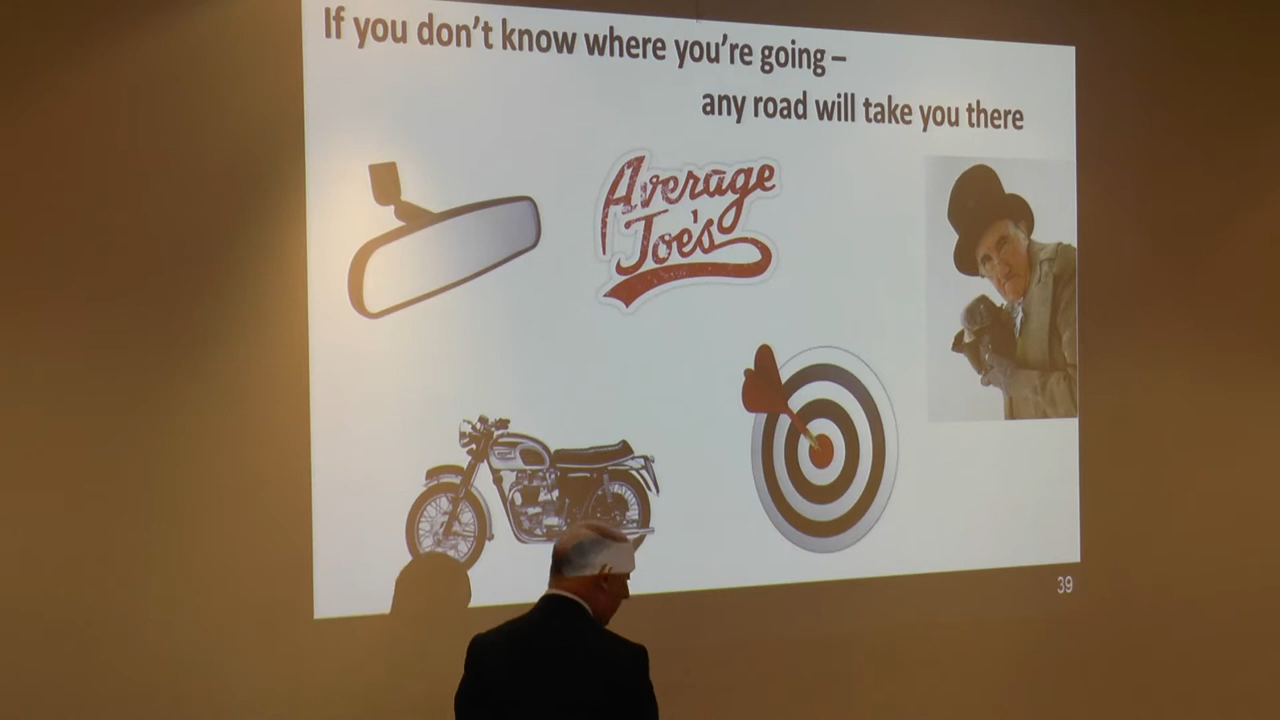 If you don't know where you're going –
any road will take you there
Average
Joe's
39